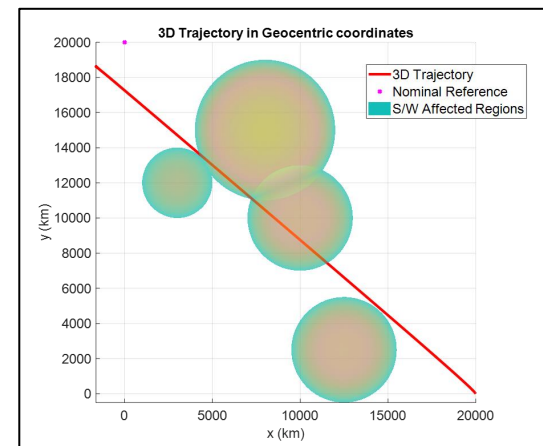 3D Trajectory in Geocentric coordinates
3D Trajectory
Nominal Reference
S/W Affected Regions
y (km)
20000
18000
16000
14000
12000
10000
8000
6000
4000
2000
0
0 5000 10000 15000 20000
x (km)